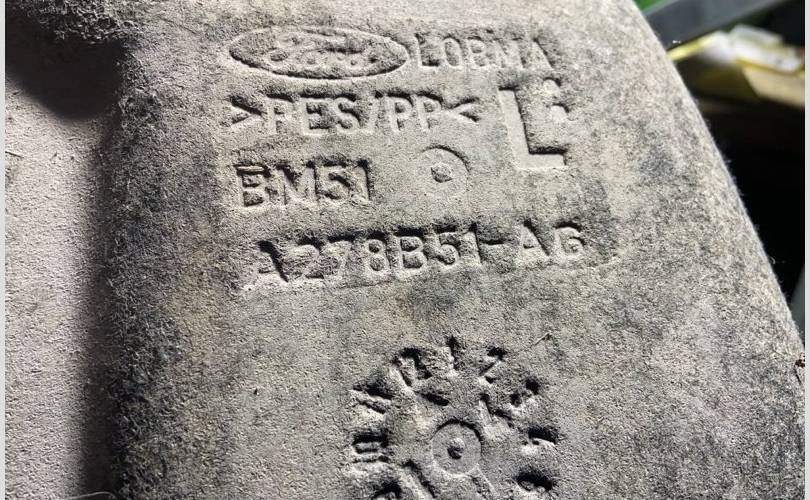 Ford LOBMA
>PES/PP< L
BM51
A278B51-AG